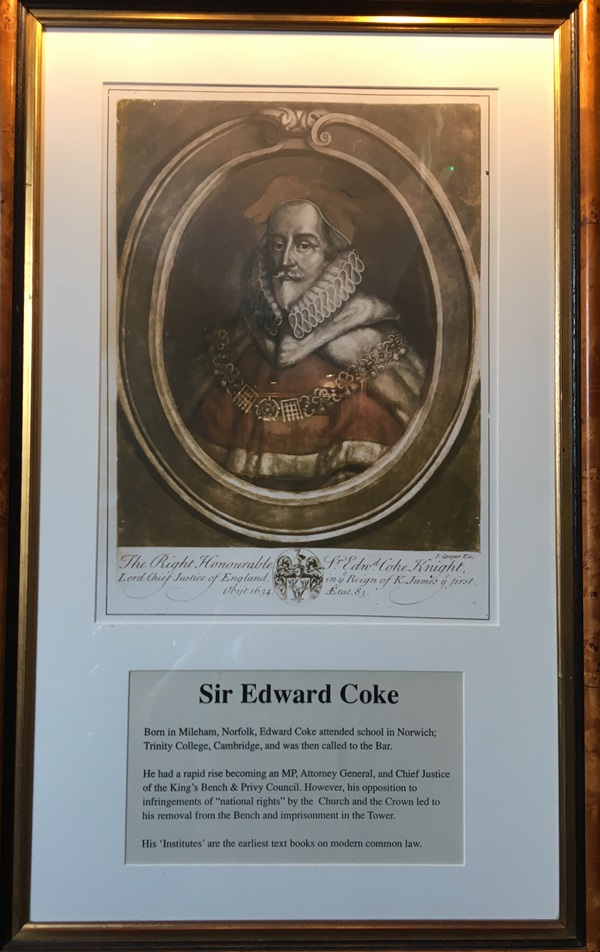 J. Cooper Exc.
The Right Honourable Sr. Edwd. Coke Knight,
Lord Chief Justice of England, in ye Reign of K. James ye first.
Obijt 1634. Ætat. 83.
Sir Edward Coke
Born in Mileham, Norfolk, Edward Coke attended school in Norwich;
Trinity College, Cambridge, and was then called to the Bar.
He had a rapid rise becoming an MP, Attorney General, and Chief Justice
of the King's Bench & Privy Council. However, his opposition to
infringements of "national rights" by the Church and the Crown led to
his removal from the Bench and imprisonment in the Tower.
His 'Institutes' are the earliest text books on modern common law.